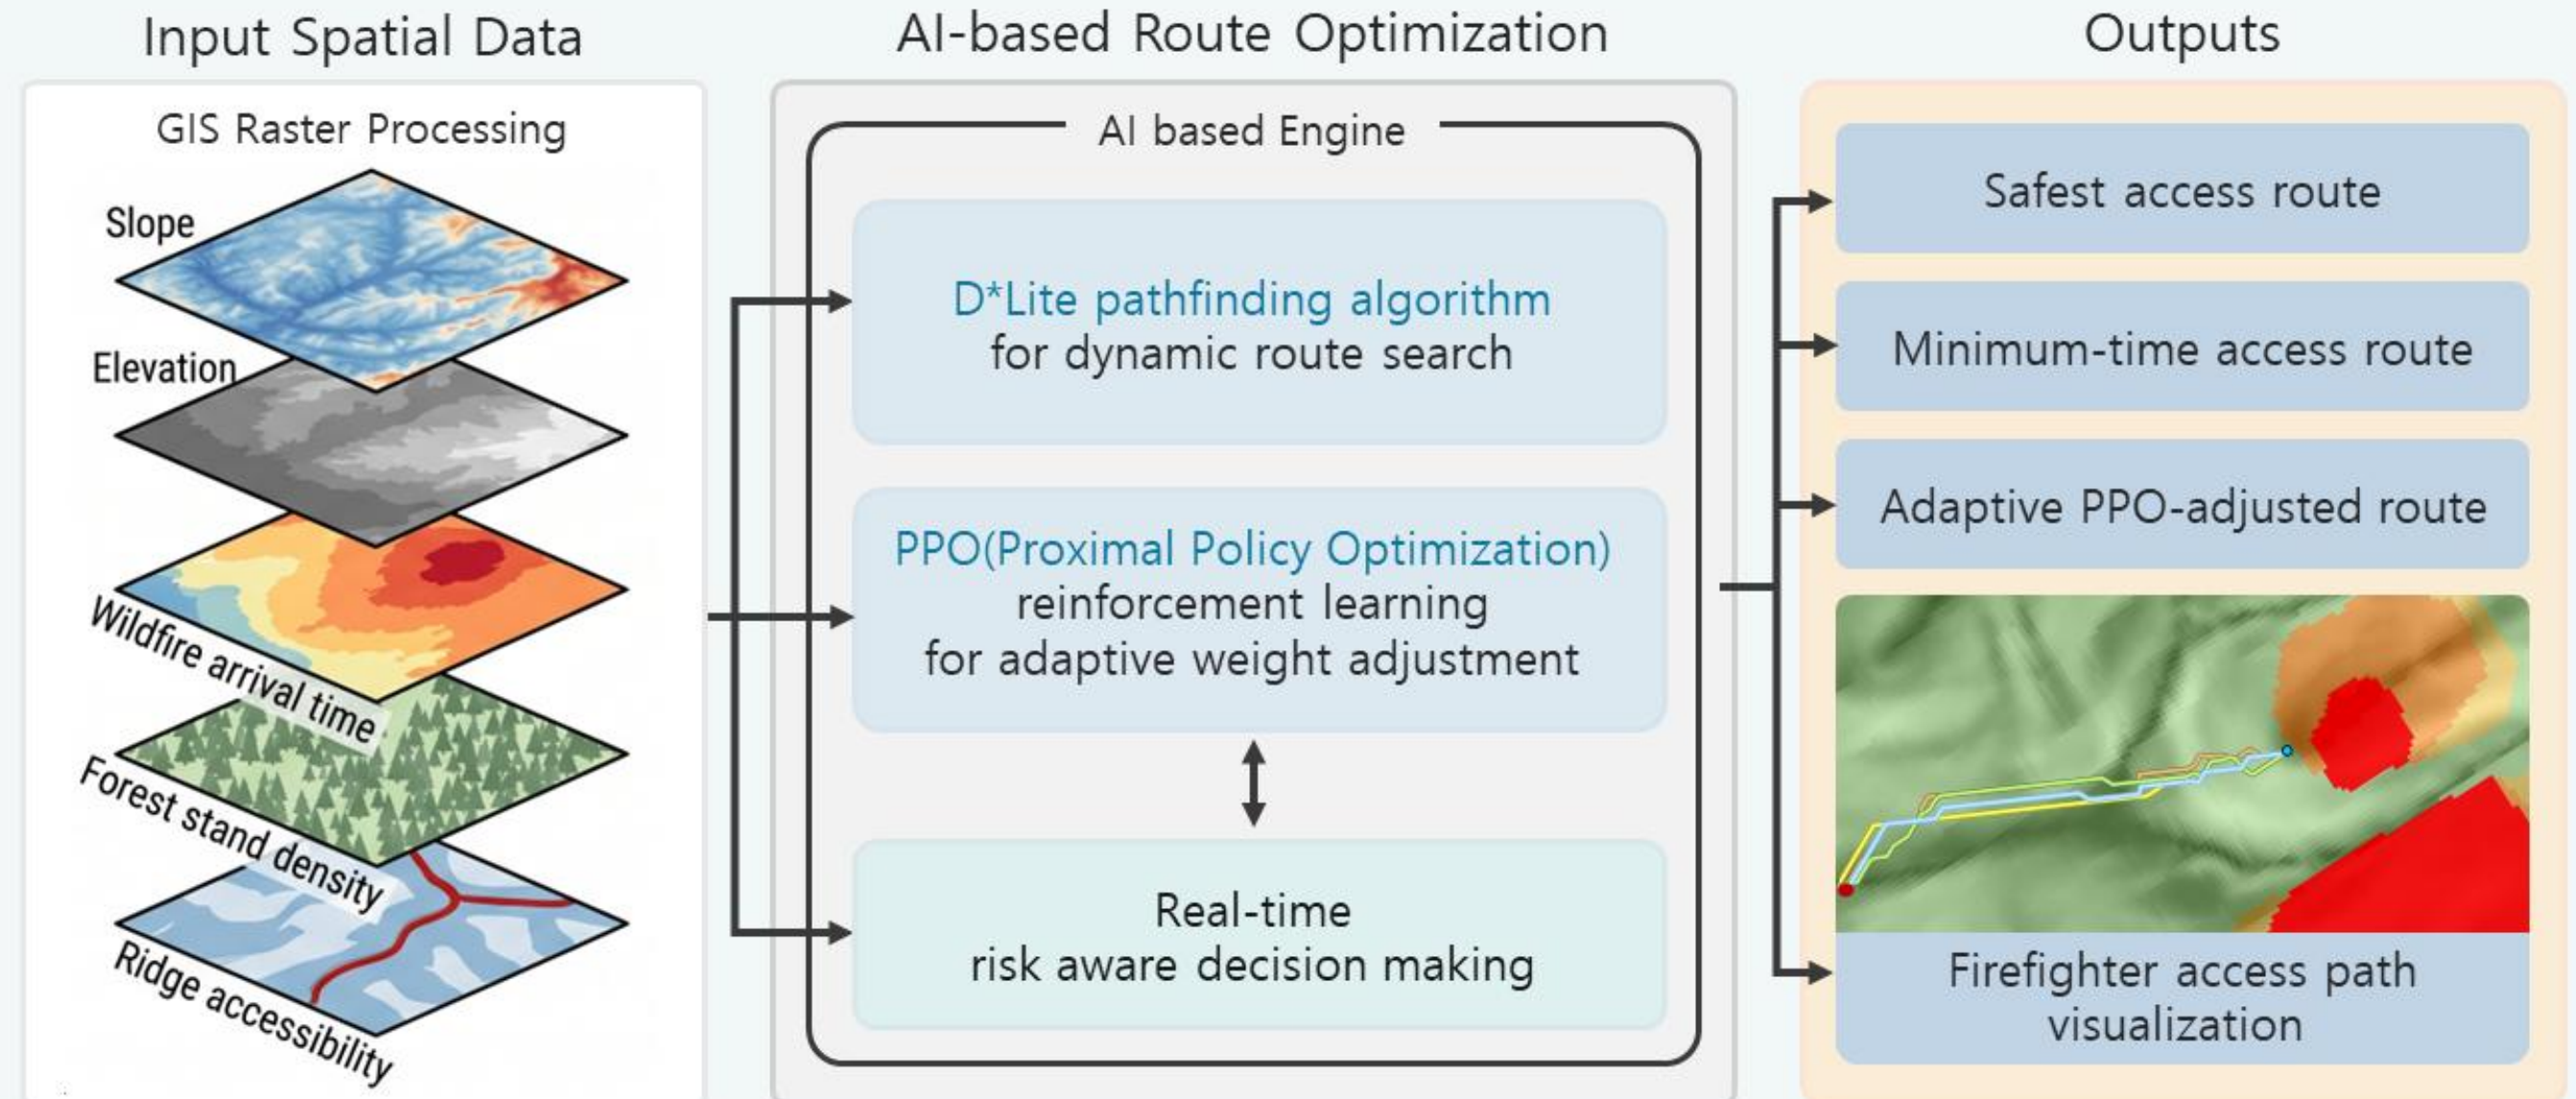 Input Spatial Data
GIS Raster Processing
Slope
Elevation
Wildfire arrival time
Forest stand density
Ridge accessibility
AI-based Route Optimization
AI based Engine
D*Lite pathfinding algorithm
for dynamic route search
PPO(Proximal Policy Optimization)
reinforcement learning
for adaptive weight adjustment
Real-time
risk aware decision making
Outputs
Safest access route
Minimum-time access route
Adaptive PPO-adjusted route
Firefighter access path
visualization